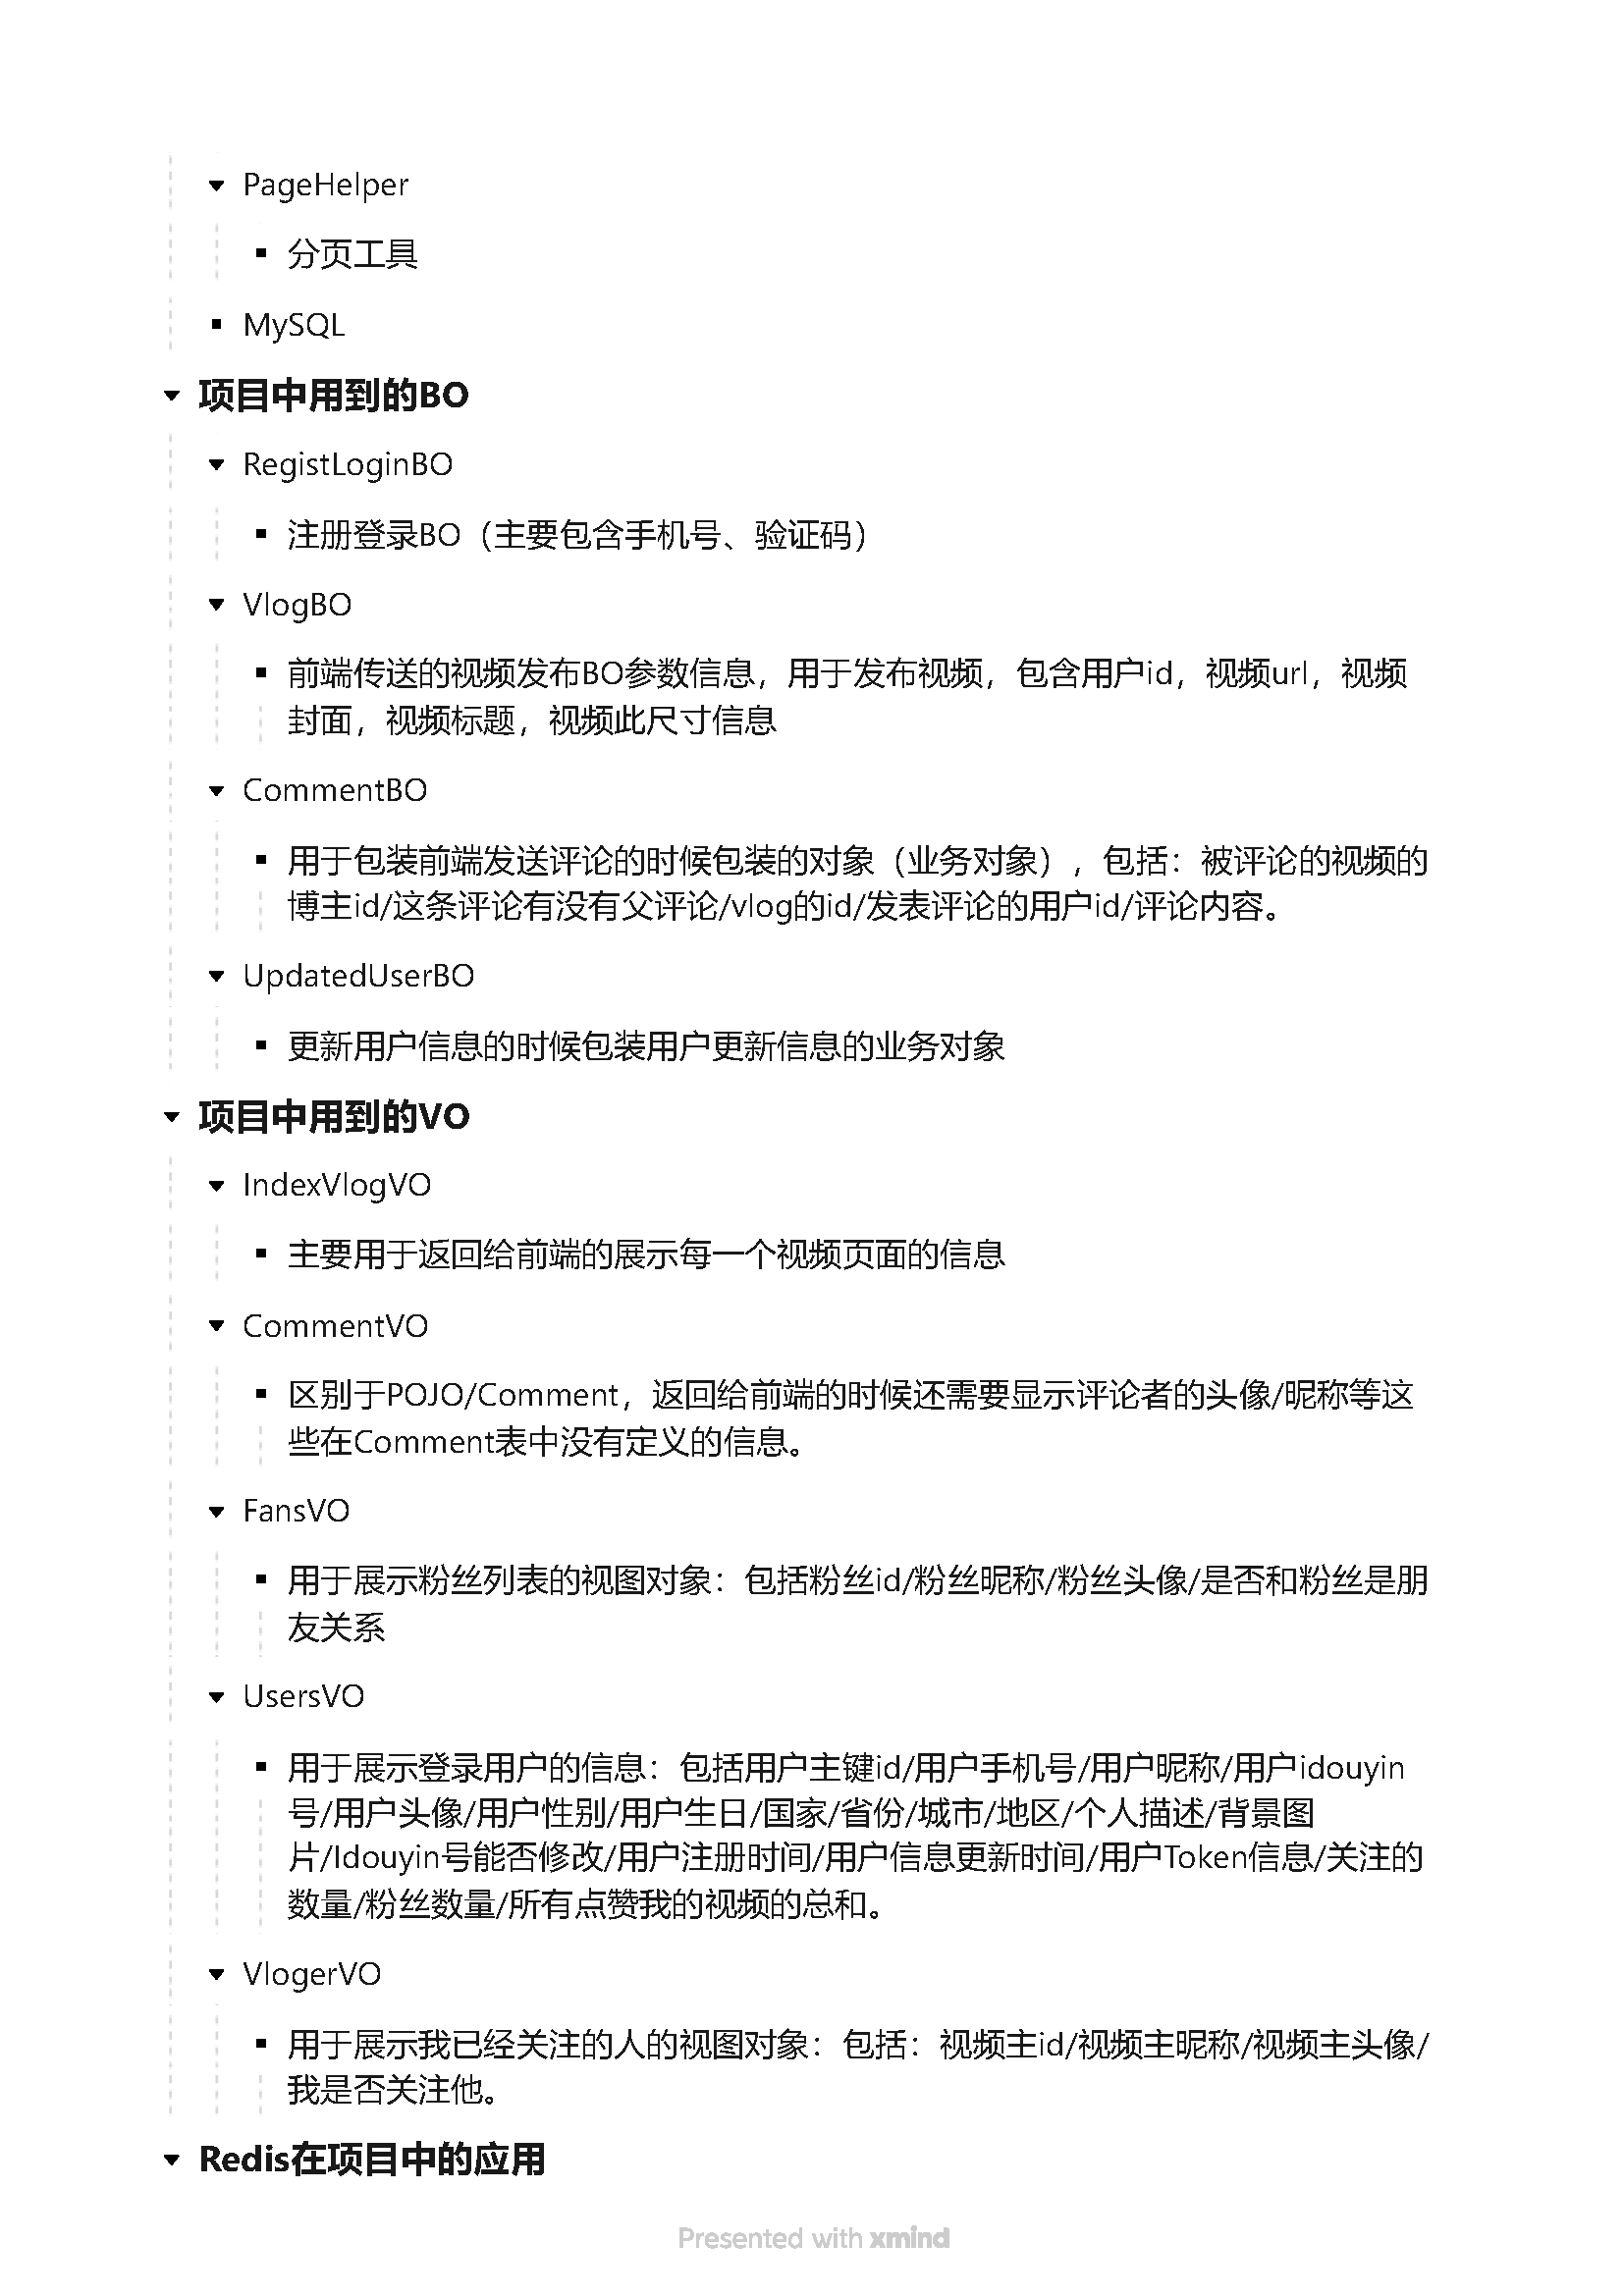 PageHelper
分页工具
MySQL
项目中用到的BO
RegistLoginBO
注册登录BO（主要包含手机号、验证码）
VlogBO
前端传送的视频发布BO参数信息，用于发布视频，包含用户id，视频url，视频
封面，视频标题，视频此尺寸信息
CommentBO
用于包装前端发送评论的时候包装的对象（业务对象），包括：被评论的视频的
博主id/这条评论有没有父评论/vlog的id/发表评论的用户id/评论内容。
UpdatedUserBO
更新用户信息的时候包装用户更新信息的业务对象
项目中用到的VO
IndexVlogVO
主要用于返回给前端的展示每一个视频页面的信息
CommentVO
区别于POJO/Comment，返回给前端的时候还需要显示评论者的头像/昵称等这
些在Comment表中没有定义的信息。
FansVO
用于展示粉丝列表的视图对象：包括粉丝id/粉丝昵称/粉丝头像/是否和粉丝是朋
友关系
UsersVO
用于展示登录用户的信息：包括用户主键id/用户手机号/用户昵称/用户idouyin
号/用户头像/用户性别/用户生日/国家/省份/城市/地区/个人描述/背景图
片/Idouyin号能否修改/用户注册时间/用户信息更新时间/用户Token信息/关注的
数量/粉丝数量/所有点赞我的视频的总和。
VlogerVO
用于展示我已经关注的人的视图对象：包括：视频主id/视频主昵称/视频主头像/
我是否关注他。
Redis在项目中的应用
Presented with xmind